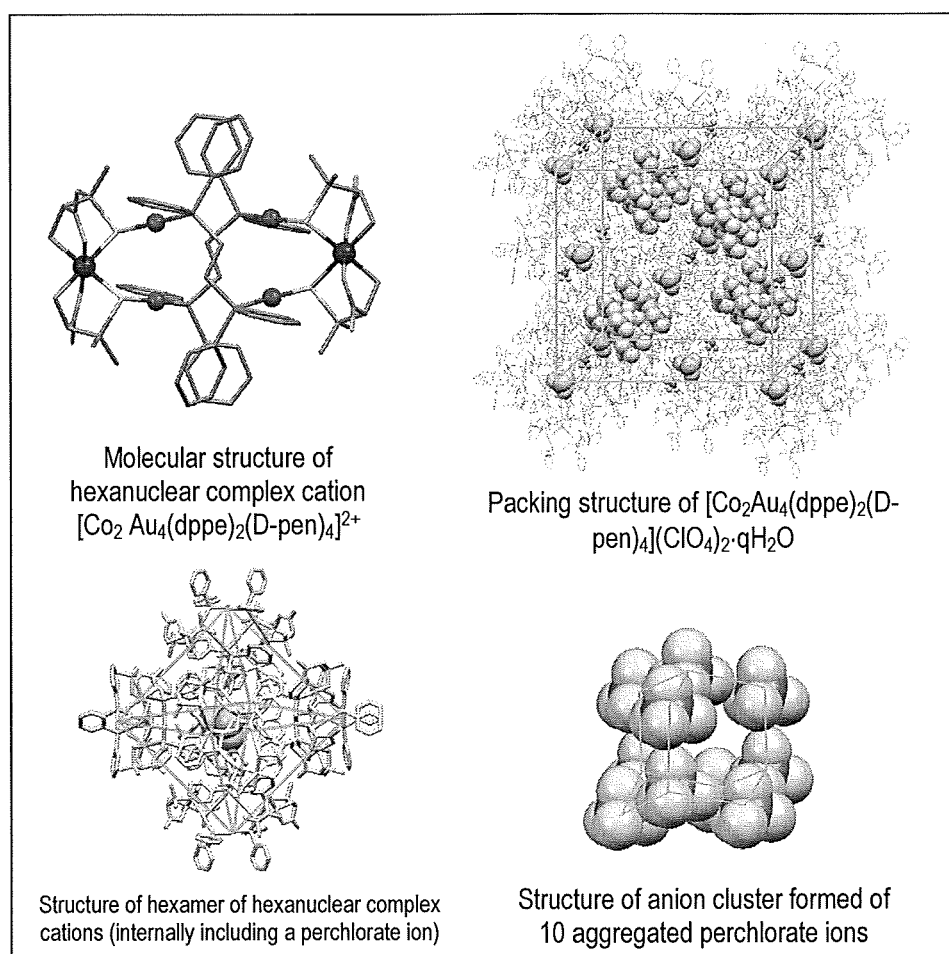 Molecular structure of
hexanuclear complex cation
[Co₂ Au₄(dppe)₂(D-pen)₄]²⁺
Packing structure of [Co₂Au₄(dppe)₂(D-
pen)₄](ClO₄)₂·qH₂O
Structure of hexamer of hexanuclear complex
cations (internally including a perchlorate ion)
Structure of anion cluster formed of
10 aggregated perchlorate ions